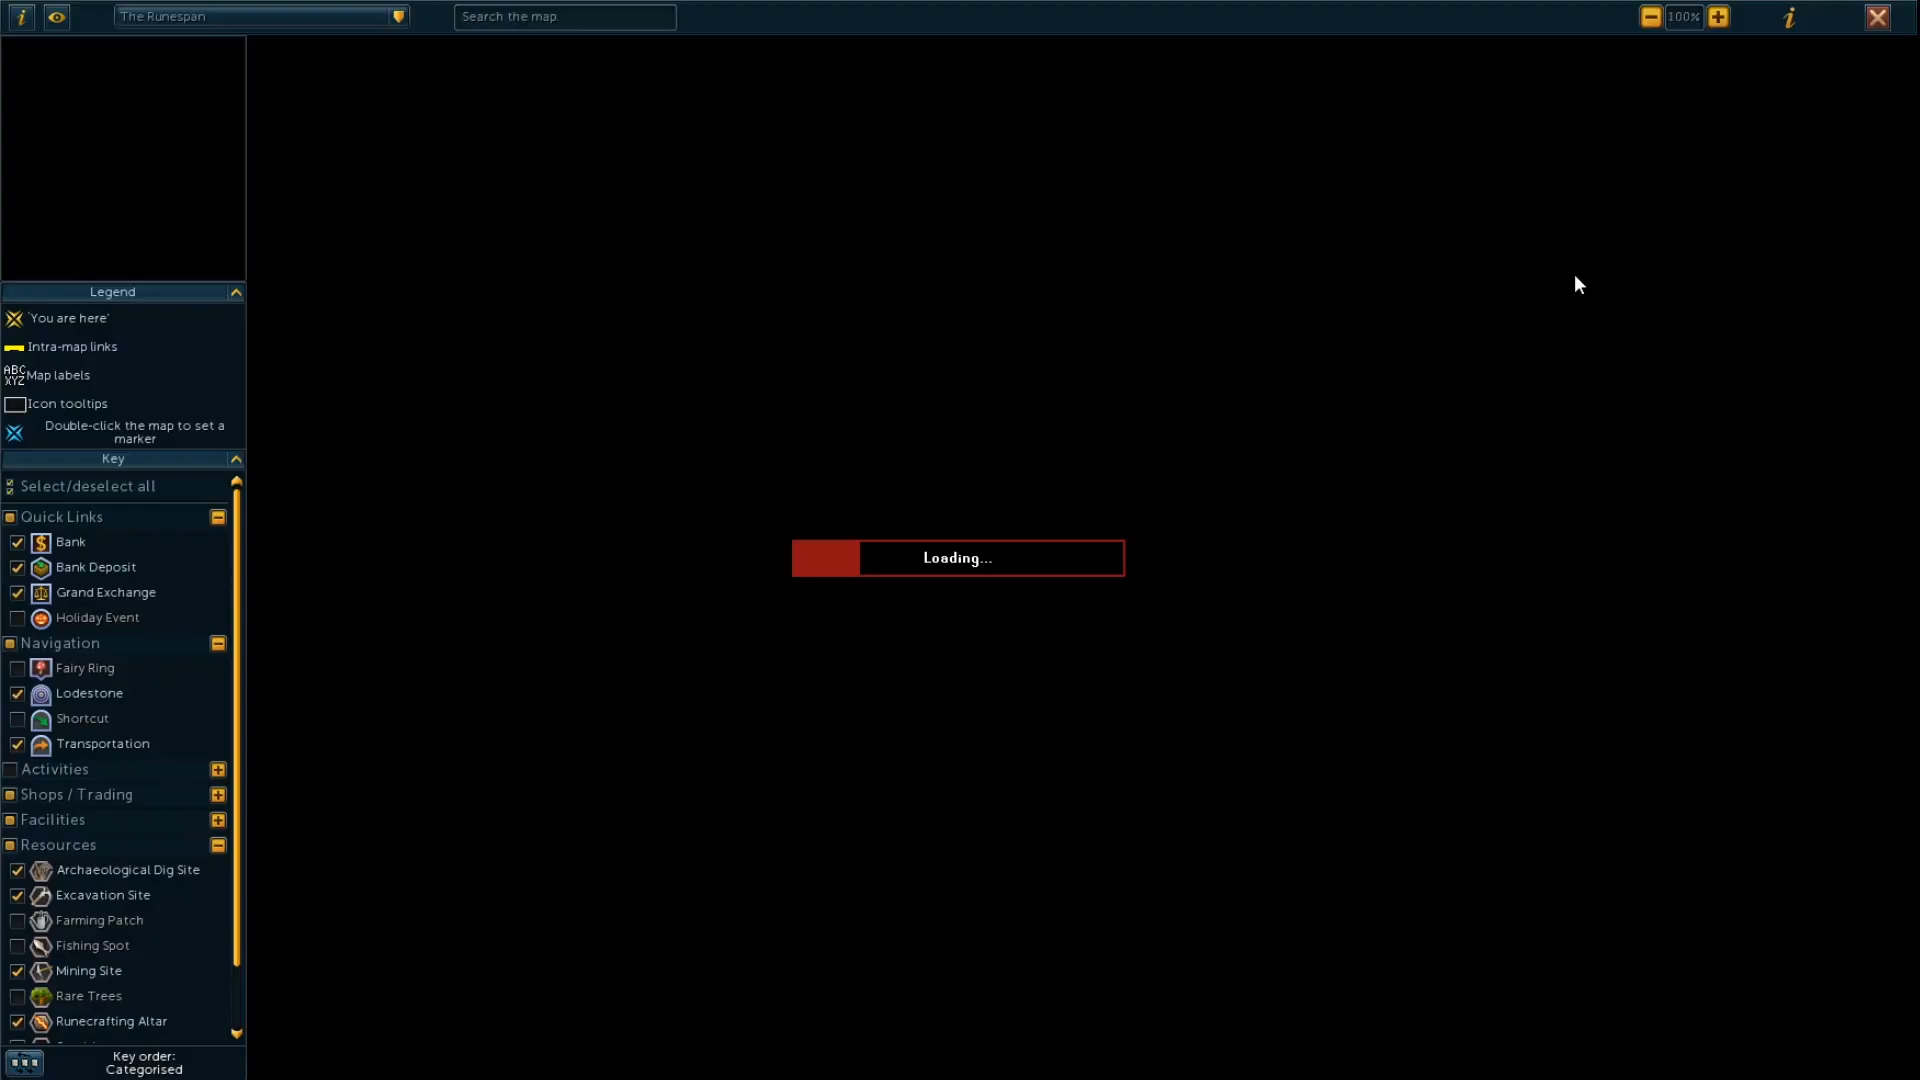 The Runespan
Search the map
100%
Legend
'You are here'
Intra-map links
ABC
XYZ
Map labels
Icon tooltips
Double-click the map to set a
marker
Key
Select/deselect all
Quick Links
Bank
Bank Deposit
Grand Exchange
Holiday Event
Navigation
Fairy Ring
Lodestone
Shortcut
Transportation
Activities
Shops / Trading
Facilities
Resources
Archaeological Dig Site
Excavation Site
Farming Patch
Fishing Spot
Mining Site
Rare Trees
Runecrafting Altar
Key order:
Categorised
Loading...